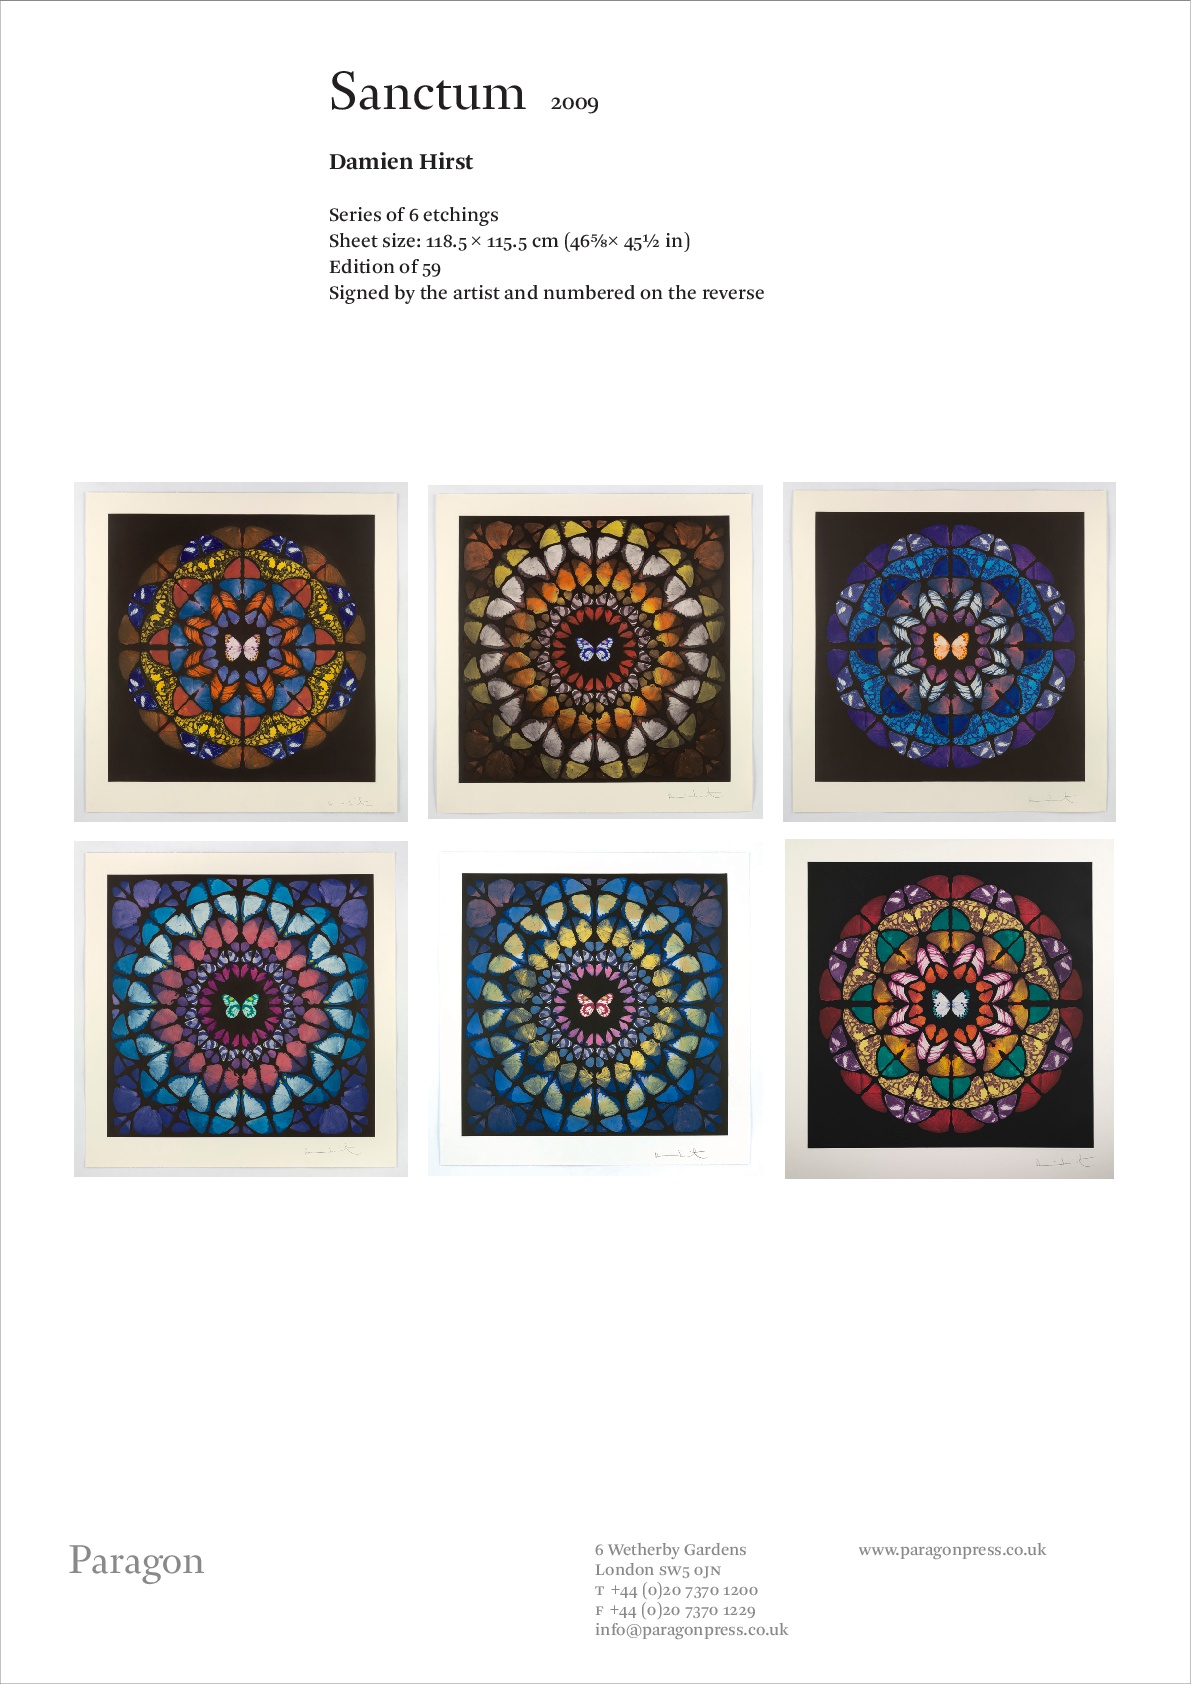 Sanctum 2009
Damien Hirst
Series of 6 etchings
Sheet size: 118.5 × 115.5 cm (46⅝× 45½ in)
Edition of 59
Signed by the artist and numbered on the reverse
Paragon
6 Wetherby Gardens
London SW5 0JN
T +44 (0)20 7370 1200
F +44 (0)20 7370 1229
info@paragonpress.co.uk
www.paragonpress.co.uk